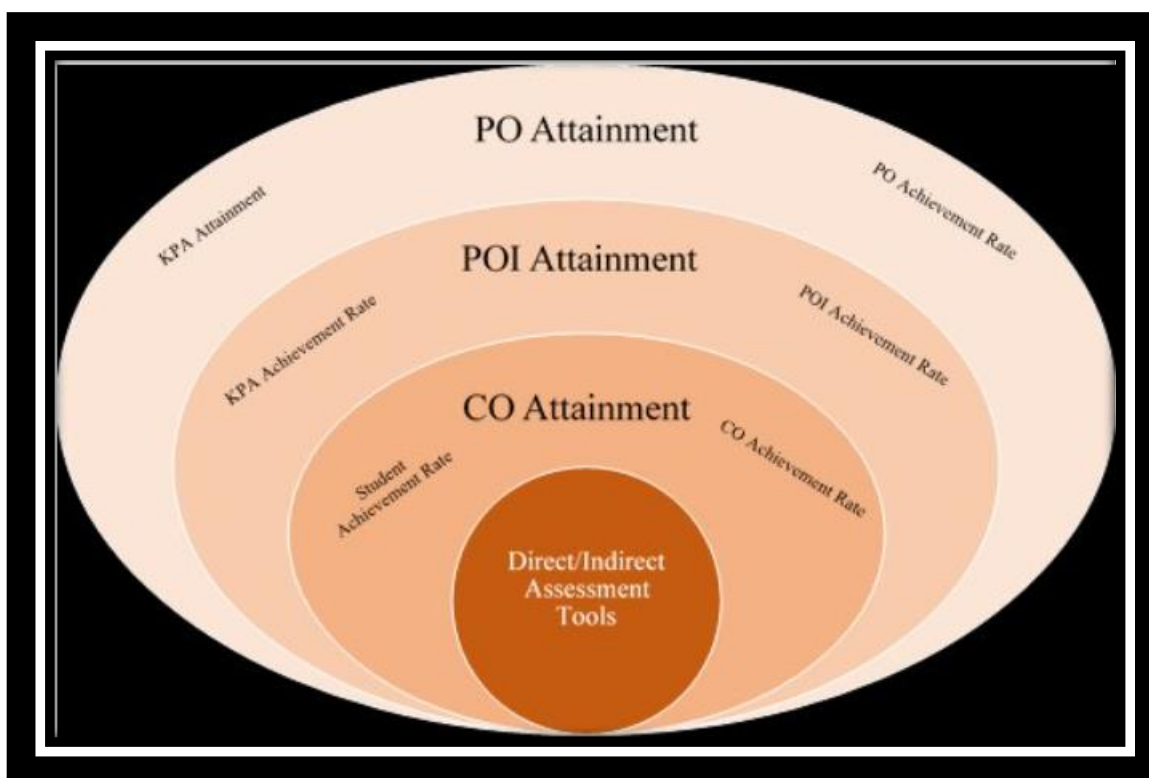 PO Attainment
KPA Attainment
PO Achievement Rate
POI Attainment
KPA Achievement Rate
POI Achievement Rate
CO Attainment
Student
Achievement Rate
CO Achievement Rate
Direct/Indirect
Assessment
Tools